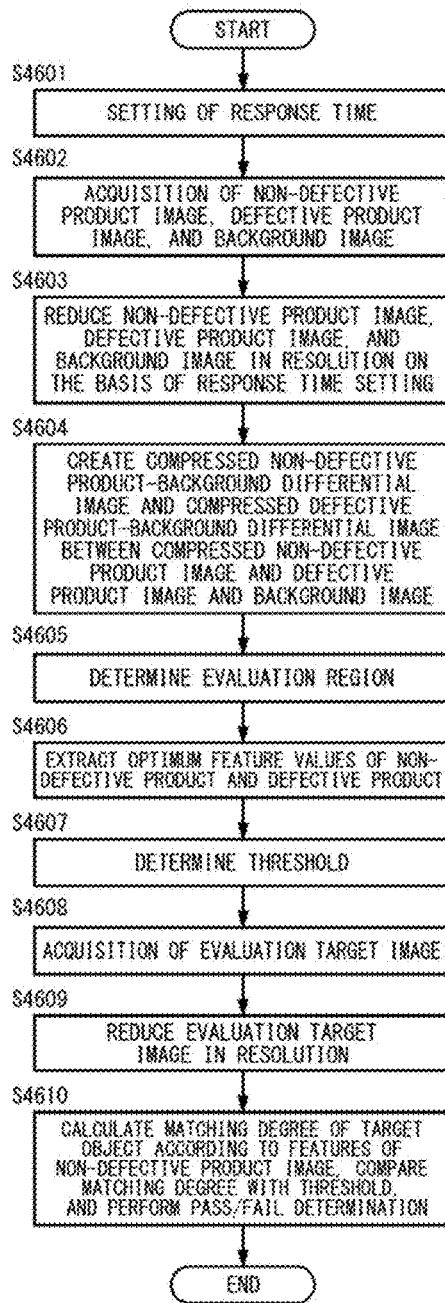 START
S4601
SETTING OF RESPONSE TIME
S4602
ACQUISITION OF NON-DEFECTIVE
PRODUCT IMAGE, DEFECTIVE PRODUCT
IMAGE, AND BACKGROUND IMAGE
S4603
REDUCE NON-DEFECTIVE PRODUCT IMAGE,
DEFECTIVE PRODUCT IMAGE, AND
BACKGROUND IMAGE IN RESOLUTION ON
THE BASIS OF RESPONSE TIME SETTING
S4604
CREATE COMPRESSED NON-DEFECTIVE
PRODUCT-BACKGROUND DIFFERENTIAL
IMAGE AND COMPRESSED DEFECTIVE
PRODUCT-BACKGROUND DIFFERENTIAL IMAGE
BETWEEN COMPRESSED NON-DEFECTIVE
PRODUCT IMAGE AND DEFECTIVE
PRODUCT IMAGE AND BACKGROUND IMAGE
S4605
DETERMINE EVALUATION REGION
S4606
EXTRACT OPTIMUM FEATURE VALUES OF NON-
DEFECTIVE PRODUCT AND DEFECTIVE PRODUCT
S4607
DETERMINE THRESHOLD
S4608
ACQUISITION OF EVALUATION TARGET IMAGE
S4609
REDUCE EVALUATION TARGET
IMAGE IN RESOLUTION
S4610
CALCULATE MATCHING DEGREE OF TARGET
OBJECT ACCORDING TO FEATURES OF
NON-DEFECTIVE PRODUCT IMAGE, COMPARE
MATCHING DEGREE WITH THRESHOLD,
AND PERFORM PASS/FAIL DETERMINATION
END